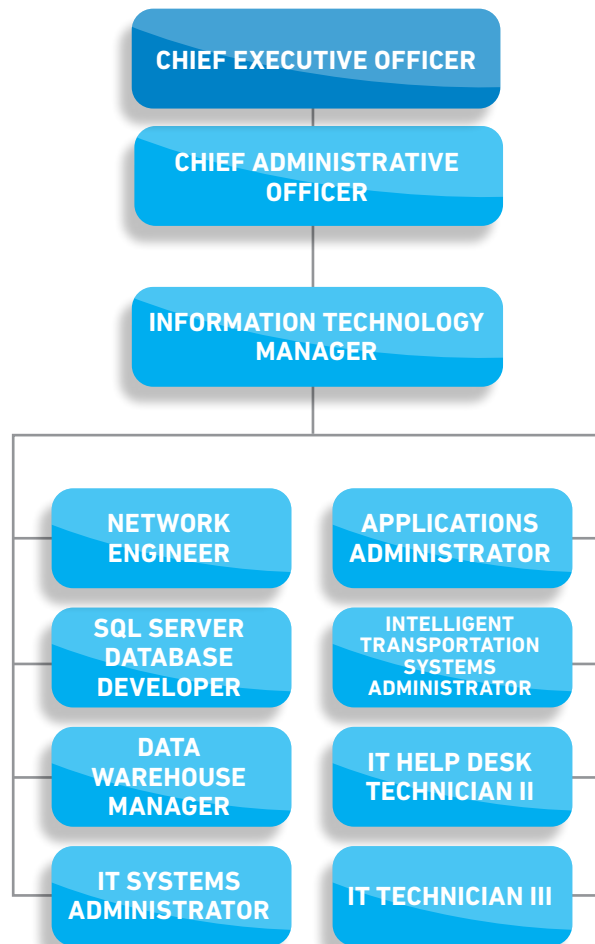 CHIEF EXECUTIVE OFFICER
CHIEF ADMINISTRATIVE
OFFICER
INFORMATION TECHNOLOGY
MANAGER
NETWORK
ENGINEER
APPLICATIONS
ADMINISTRATOR
SQL SERVER
DATABASE
DEVELOPER
INTELLIGENT
TRANSPORTATION
SYSTEMS
ADMINISTRATOR
DATA
WAREHOUSE
MANAGER
IT HELP DESK
TECHNICIAN II
IT SYSTEMS
ADMINISTRATOR
IT TECHNICIAN III